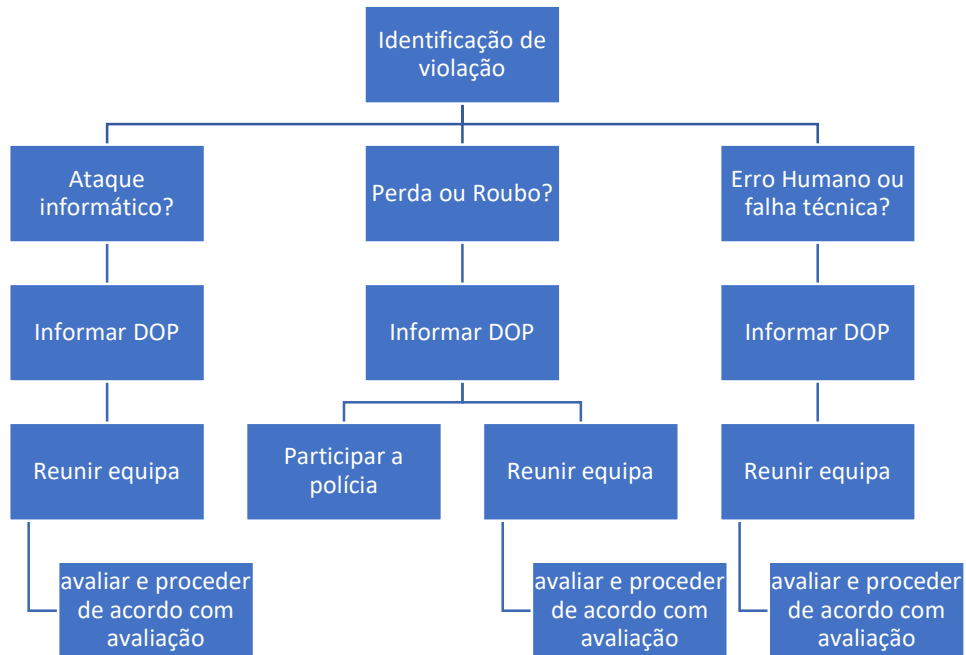 Identificação de
violação
Ataque
informático?
Perda ou Roubo?
Erro Humano ou
falha técnica?
Informar DOP
Informar DOP
Informar DOP
Reunir equipa
Participar a
polícia
Reunir equipa
Reunir equipa
avaliar e proceder
de acordo com
avaliação
avaliar e proceder
de acordo com
avaliação
avaliar e proceder
de acordo com
avaliação